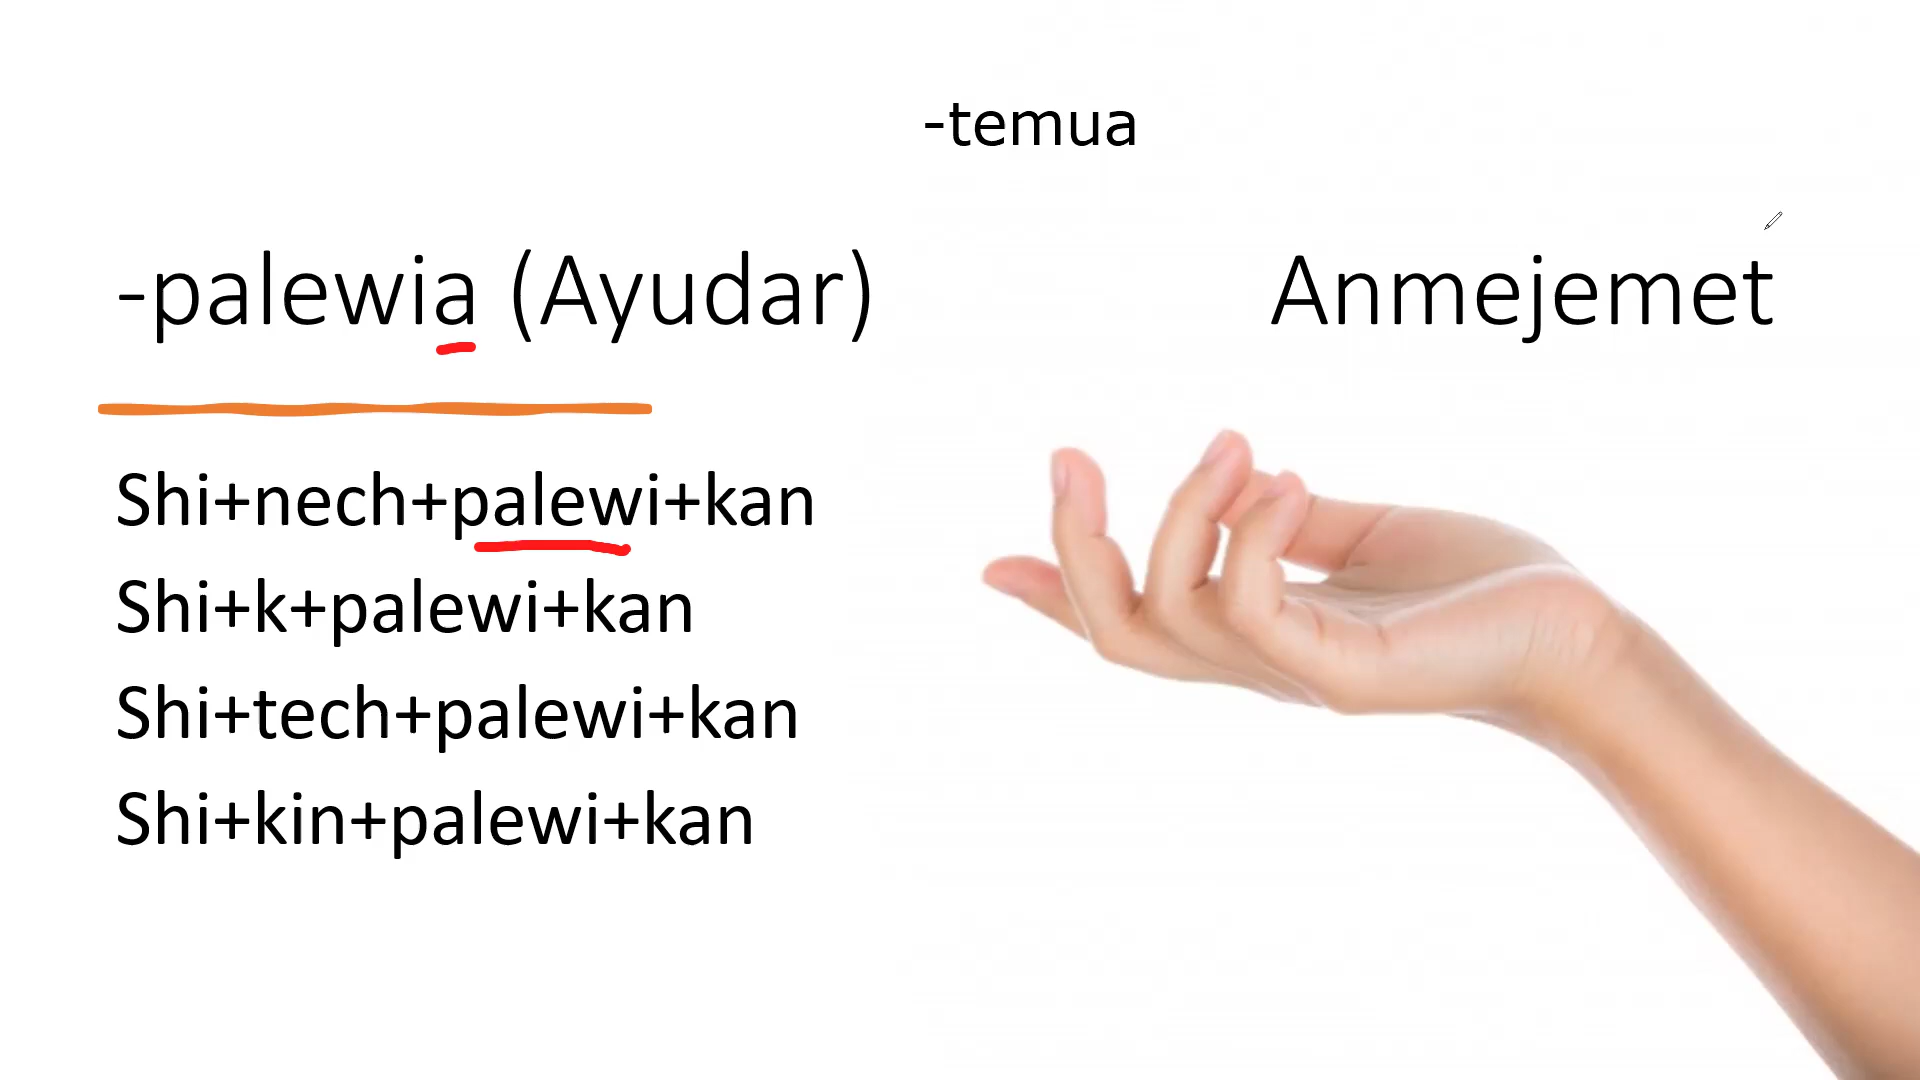 -temua
-palewia (Ayudar)
Anmejemet
Shi+nech+palewi+kan
Shi+k+palewi+kan
Shi+tech+palewi+kan
Shi+kin+palewi+kan